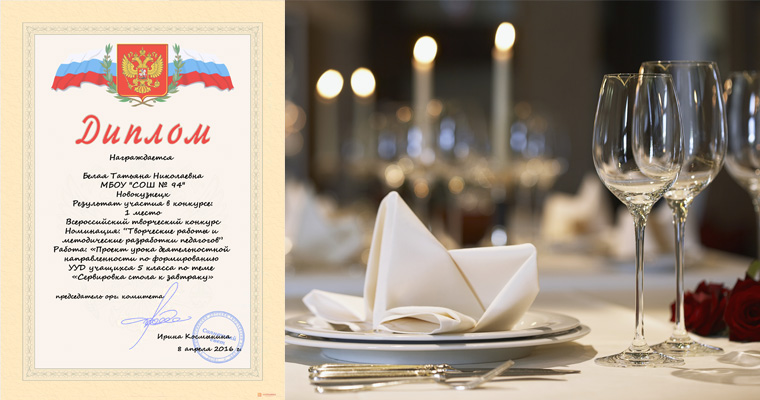 Диплом
Награждается
Белая Татьяна Николаевна
МБОУ "СОШ № 94"
Новокузнецк
Результат участия в конкурсе:
1 место
Всероссийский творческий конкурс
Номинация: "Творческие работы и
методические разработки педагогов"
Работа: «Проект урока деятельностной
направленности по формированию
УУД учащихся 5 класса по теме
«Сервировка стола к завтраку»
председатель орг. комитета
Ирина Космынина
8 апреля 2016 г.